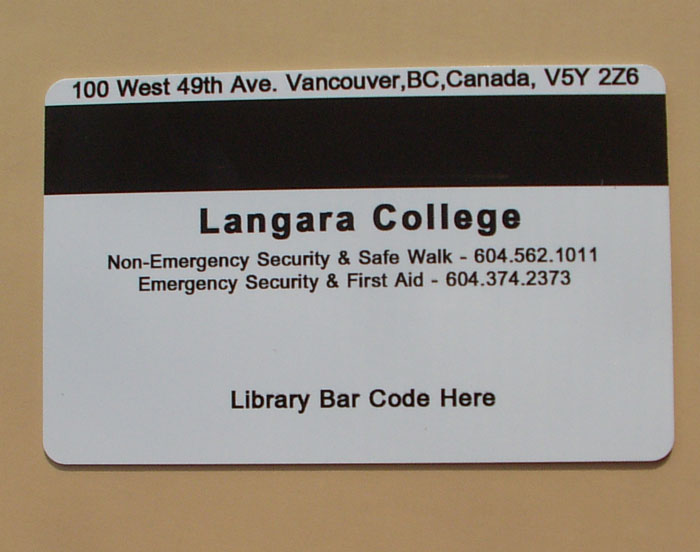 100 West 49th Ave. Vancouver,BC,Canada, V5Y 2Z6
Langara College
Non-Emergency Security & Safe Walk - 604.562.1011
Emergency Security & First Aid - 604.374.2373
Library Bar Code Here